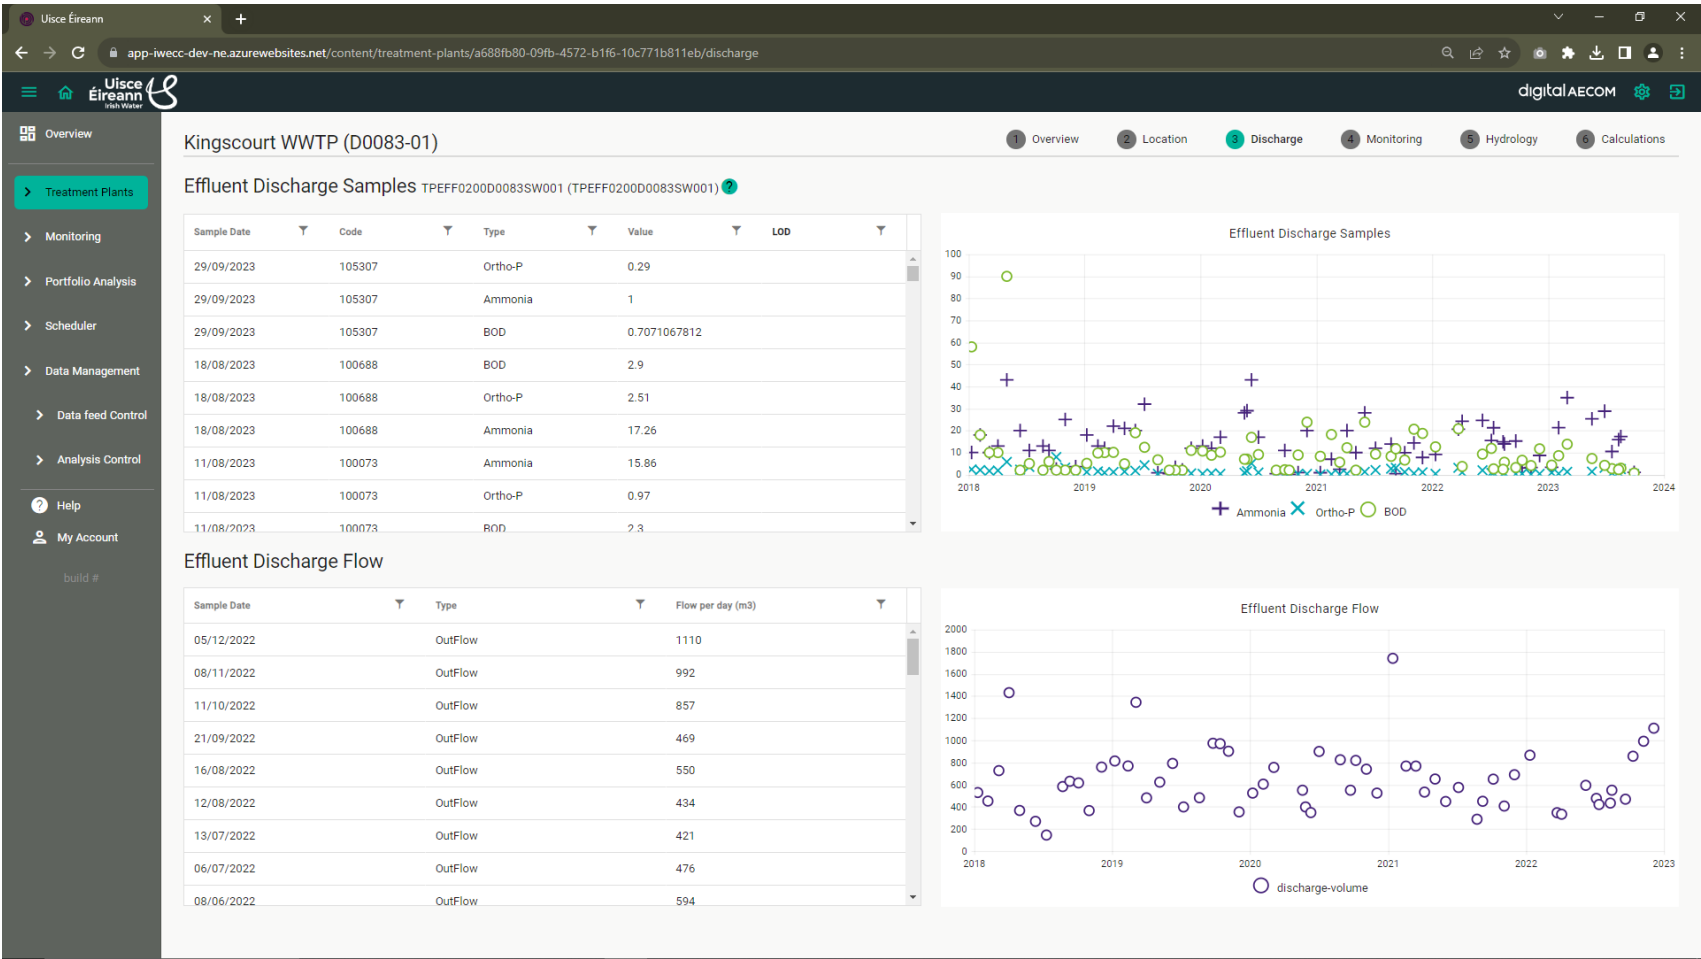 Uisce Éireann
app-iwecc-dev-ne.azurewebsites.net/content/treatment-plants/a688fb80-09fb-4572-b1f6-10c771b811eb/discharge
Uisce
Éireann
Irish Water
digital AECOM
Overview
Treatment Plants
Monitoring
Portfolio Analysis
Scheduler
Data Management
Data feed Control
Analysis Control
? Help
My Account
build #
Kingscourt WWTP (D0083-01)
1 Overview 2 Location 3 Discharge 4 Monitoring 5 Hydrology 6 Calculations
Effluent Discharge Samples TPEFF0200D0083SW001 (TPEFF0200D0083SW001) ?
Sample Date Code Type Value LOD
29/09/2023 105307 Ortho-P 0.29
29/09/2023 105307 Ammonia 1
29/09/2023 105307 BOD 0.7071067812
18/08/2023 100688 BOD 2.9
18/08/2023 100688 Ortho-P 2.51
18/08/2023 100688 Ammonia 17.26
11/08/2023 100073 Ammonia 15.86
11/08/2023 100073 Ortho-P 0.97
11/08/2023 100073 BOD 2.3
Effluent Discharge Samples
100
90
80
70
60
50
40
30
20
10
0
2018 2019 2020 2021 2022 2023 2024
Ammonia Ortho-P BOD
Effluent Discharge Flow
Sample Date Type Flow per day (m3)
05/12/2022 OutFlow 1110
08/11/2022 OutFlow 992
11/10/2022 OutFlow 857
21/09/2022 OutFlow 469
16/08/2022 OutFlow 550
12/08/2022 OutFlow 434
13/07/2022 OutFlow 421
06/07/2022 OutFlow 476
08/06/2022 OutFlow 594
Effluent Discharge Flow
2000
1800
1600
1400
1200
1000
800
600
400
200
0
2018 2019 2020 2021 2022 2023
discharge-volume